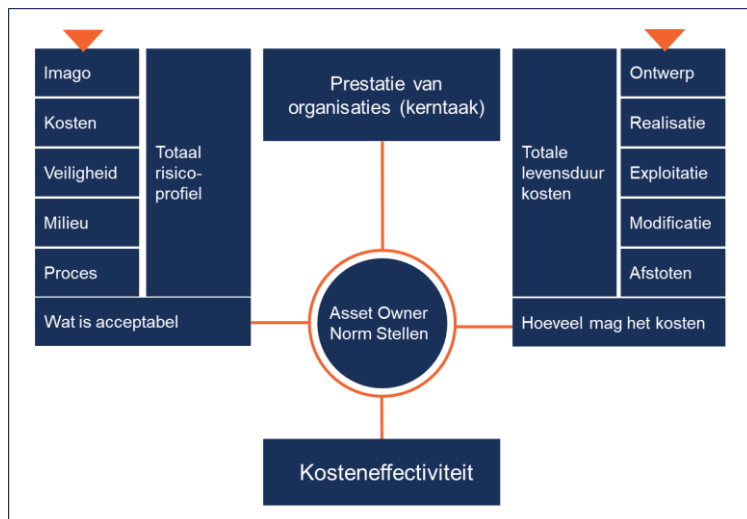 Imago
Kosten
Veiligheid
Milieu
Proces
Totaal
risico-
profiel
Wat is acceptabel
Prestatie van
organisaties (kerntaak)
Asset Owner
Norm Stellen
Kosteneffectiviteit
Totale
levensduur
kosten
Ontwerp
Realisatie
Exploitatie
Modificatie
Afstoten
Hoeveel mag het kosten